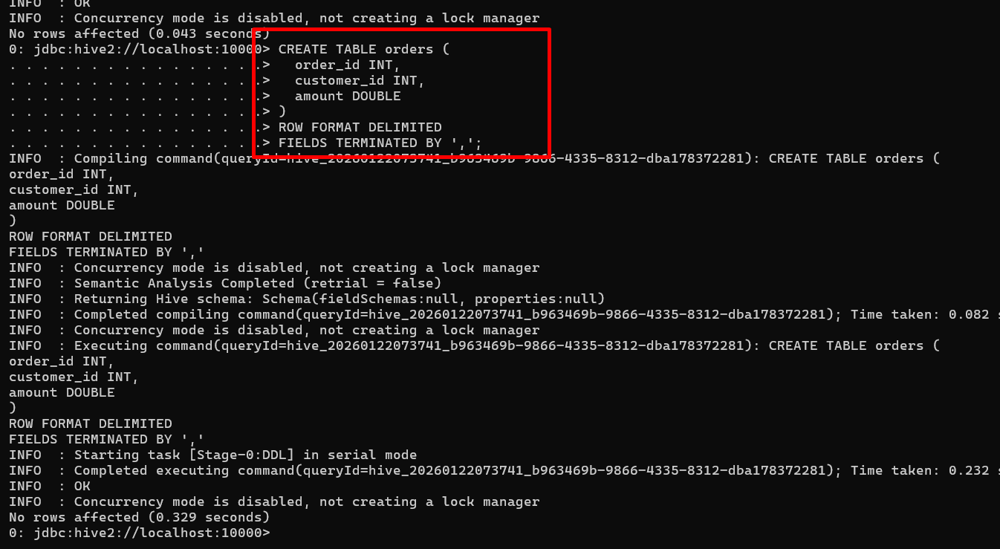 INFO  : OK
INFO  : Concurrency mode is disabled, not creating a lock manager
No rows affected (0.043 seconds)
0: jdbc:hive2://localhost:10000> CREATE TABLE orders (
. . . . . . . . . . . . . . . .>   order_id INT,
. . . . . . . . . . . . . . . .>   customer_id INT,
. . . . . . . . . . . . . . . .>   amount DOUBLE
. . . . . . . . . . . . . . . .> )
. . . . . . . . . . . . . . . .> ROW FORMAT DELIMITED
. . . . . . . . . . . . . . . .> FIELDS TERMINATED BY ',';
INFO  : Compiling command(queryId=hive_20260122073741_b963469b-9866-4335-8312-dba178372281): CREATE TABLE orders (
order_id INT,
customer_id INT,
amount DOUBLE
)
ROW FORMAT DELIMITED
FIELDS TERMINATED BY ','
INFO  : Concurrency mode is disabled, not creating a lock manager
INFO  : Semantic Analysis Completed (retrial = false)
INFO  : Returning Hive schema: Schema(fieldSchemas:null, properties:null)
INFO  : Completed compiling command(queryId=hive_20260122073741_b963469b-9866-4335-8312-dba178372281); Time taken: 0.082 s
INFO  : Concurrency mode is disabled, not creating a lock manager
INFO  : Executing command(queryId=hive_20260122073741_b963469b-9866-4335-8312-dba178372281): CREATE TABLE orders (
order_id INT,
customer_id INT,
amount DOUBLE
)
ROW FORMAT DELIMITED
FIELDS TERMINATED BY ','
INFO  : Starting task [Stage-0:DDL] in serial mode
INFO  : Completed executing command(queryId=hive_20260122073741_b963469b-9866-4335-8312-dba178372281); Time taken: 0.232 s
INFO  : OK
INFO  : Concurrency mode is disabled, not creating a lock manager
No rows affected (0.329 seconds)
0: jdbc:hive2://localhost:10000>